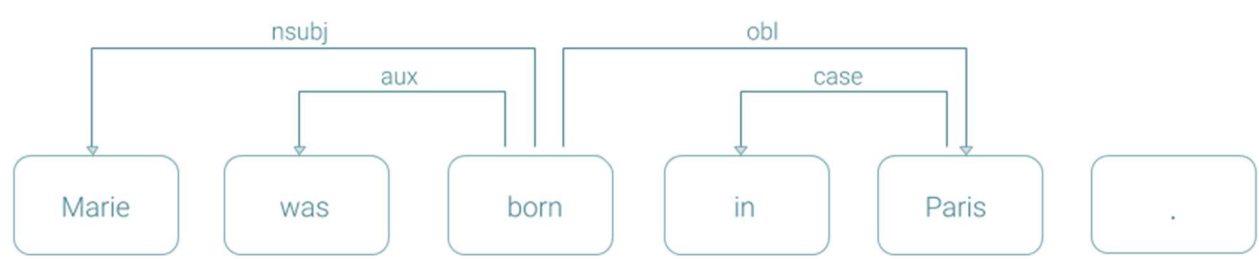 nsubj obl
aux case
Marie was born in Paris .